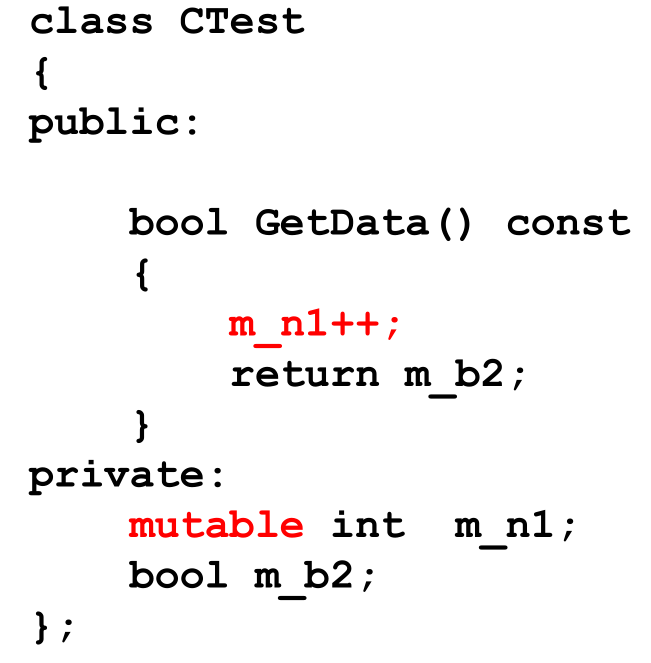 class CTest
{
public:
bool GetData() const
{
m_n1++;
return m_b2;
}
private:
mutable int m_n1;
bool m_b2;
};